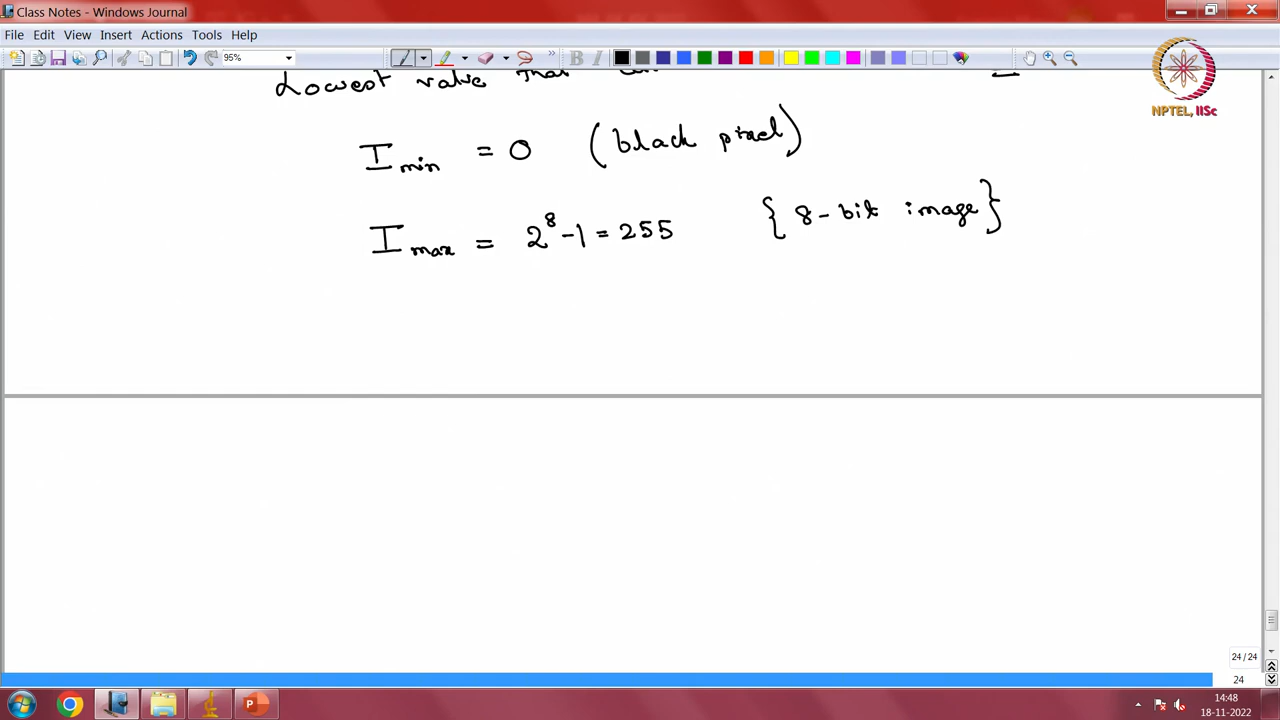 Class Notes - Windows Journal
File Edit View Insert Actions Tools Help
95%
NPTEL, IISc
Lowest value that
I min = 0 (black pixel)
I max = 2^8 - 1 = 255 {8-bit image}
24/24
24
14:48
18-11-2022